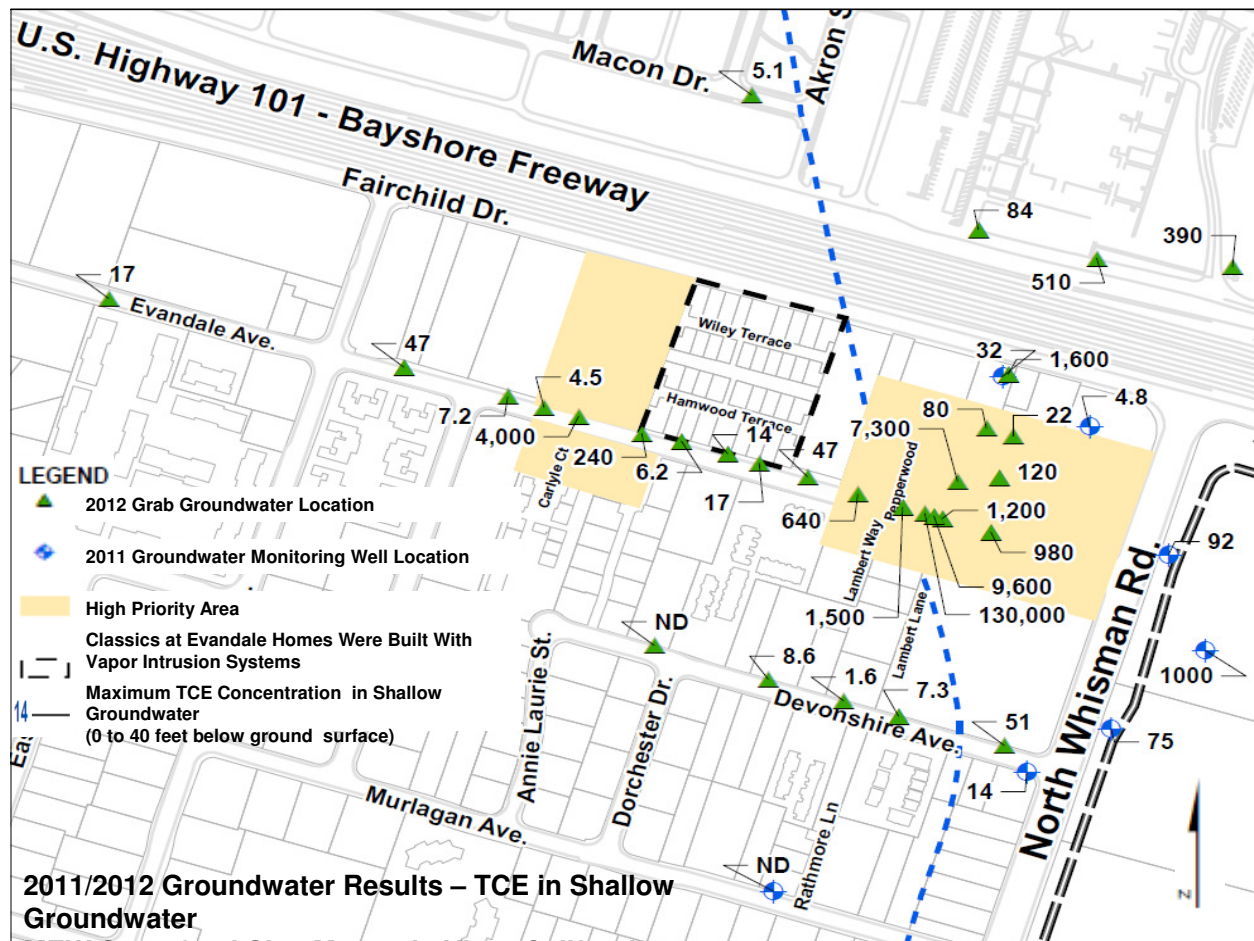 Macon Dr.
5.1
Akron S
U.S. Highway 101 - Bayshore Freeway
Fairchild Dr.
84
390
510
17
Evandale Ave.
Wiley Terrace
47
32
1,600
4.5
7.2
Hamwood Terrace
80
4.8
22
4,000
7,300
14
47
240
6.2
120
17
Carlyle Ct
Pepperwood
640
1,200
Lambert Way
980
92
9,600
1,500
130,000
LEGEND
2012 Grab Groundwater Location
2011 Groundwater Monitoring Well Location
High Priority Area
Classics at Evandale Homes Were Built With
Vapor Intrusion Systems
Maximum TCE Concentration in Shallow
14
Groundwater
(0 to 40 feet below ground surface)
ND
Lambert Lane
8.6
1.6
7.3
1000
Devonshire Ave.
51
75
Annie Laurie St.
Dorchester Dr.
14
North Whisman Rd.
Eas
Murlagan Ave.
ND
Rathmore Ln
Z
2011/2012 Groundwater Results – TCE in Shallow
Groundwater